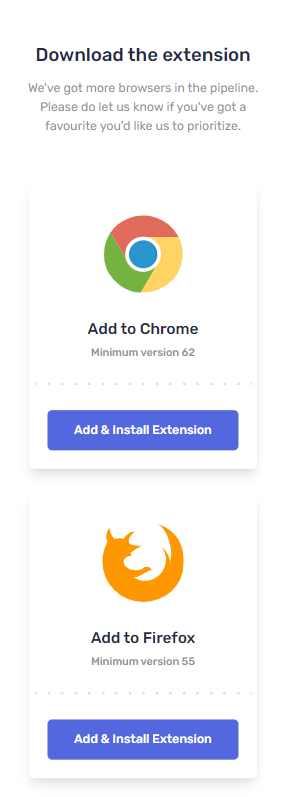 Download the extension
We've got more browsers in the pipeline.
Please do let us know if you've got a
favourite you'd like us to prioritize.
Add to Chrome
Minimum version 62
Add & Install Extension
Add to Firefox
Minimum version 55
Add & Install Extension